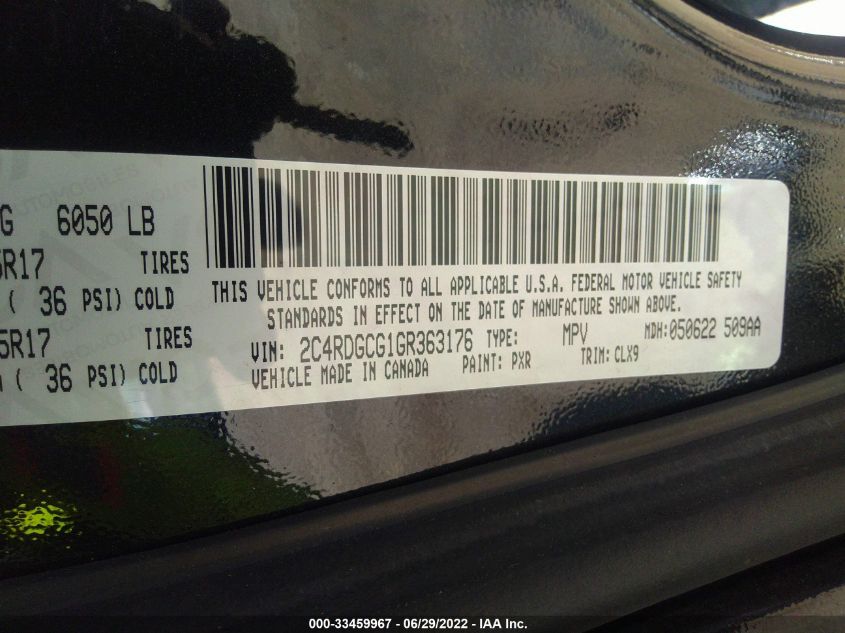 G 6050 LB
5R17 TIRES
( 36 PSI) COLD
5R17 TIRES
( 36 PSI) COLD
THIS VEHICLE CONFORMS TO ALL APPLICABLE U.S.A. FEDERAL MOTOR VEHICLE SAFETY
STANDARDS IN EFFECT ON THE DATE OF MANUFACTURE SHOWN ABOVE.
VIN: 2C4RDGCG1GR363176 TYPE: MPV MDH:050622 509AA
VEHICLE MADE IN CANADA PAINT: PXR TRIM: CLX9
000-33459967 - 06/29/2022 - IAA Inc.